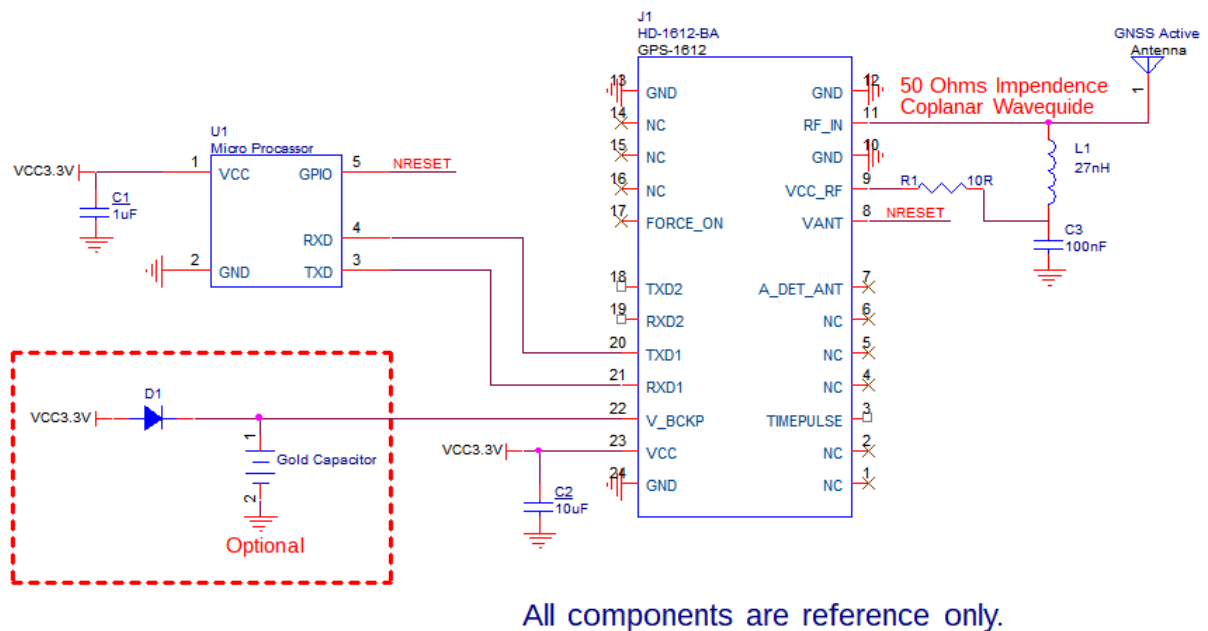 J1
HD-1612-BA
GPS-1612
GNSS Active
Antenna
1
50 Ohms Impendence
Coplanar Wavequide
13 GND
14 NC
15 NC
16 NC
17 FORCE_ON
18 TXD2
19 RXD2
20 TXD1
21 RXD1
22 V_BCKP
23 VCC
24 GND
GND 12
RF_IN 11
GND 10
VCC_RF 9
VANT 8
A_DET_ANT 7
NC 6
NC 5
NC 4
TIMEPULSE 3
NC 2
NC 1
R1 10R
NRESET
L1
27nH
C3
100nF
U1
Micro Procassor
VCC3.3V
1 VCC
GPIO 5
NRESET
C1
1uF
RXD 4
2 GND
TXD 3
VCC3.3V
D1
1
Gold Capacitor
2
Optional
VCC3.3V
C2
10uF
All components are reference only.